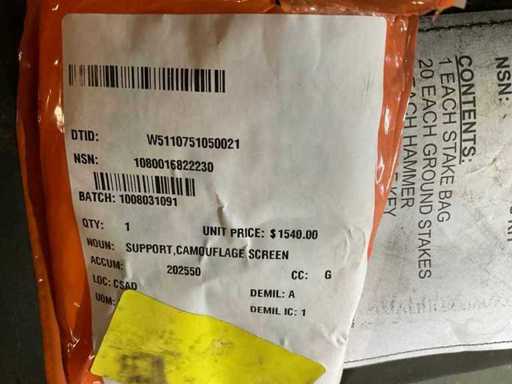 DTID: W5110751050021
NSN: 1080016822230
BATCH: 1008031091
QTY: 1 UNIT PRICE: $1540.00
NOUN: SUPPORT,CAMOUFLAGE SCREEN
ACCUM: 202550 CC: G
LOC: CSAD DEMIL: A
UOM: DEMIL IC: 1
NSN:
CONTENTS:
1 EACH STAKE BAG
20 EACH GROUND STAKES
EACH HAMMER
KEY